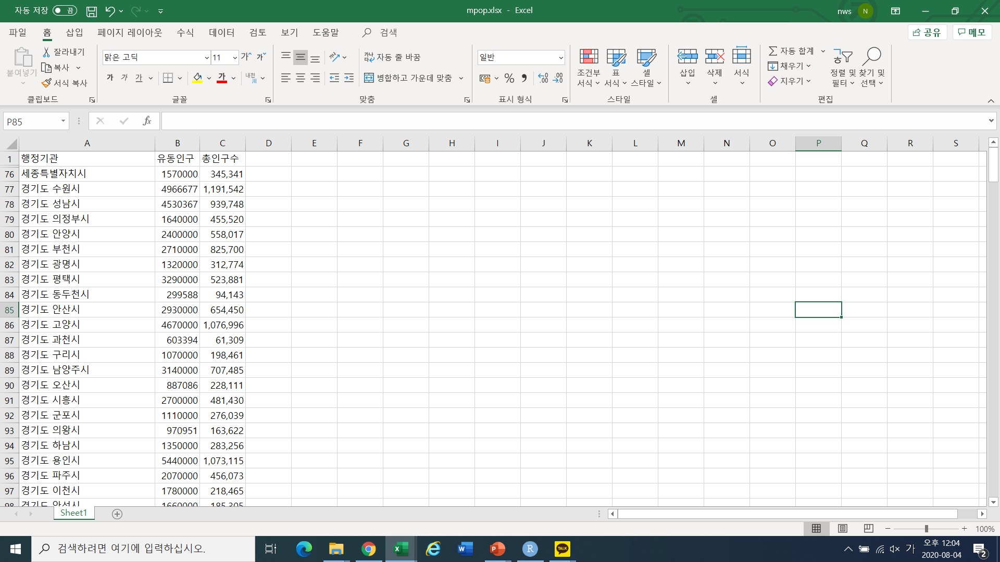 자동 저장 끔 mpop.xlsx - Excel nws N
파일 홈 삽입 페이지 레이아웃 수식 데이터 검토 보기 도움말 검색 공유 메모
붙여넣기 잘라내기 복사 서식 복사 클립보드
맑은 고딕 11 가 가
가 가 가 가 내천 川 글꼴
가나 다 자동 줄 바꿈
병합하고 가운데 맞춤
맞춤
일반
% 표시 형식
조건부 서식 표 서식 셀 스타일
스타일
삽입 삭제 서식
셀
자동 합계 채우기 지우기
정렬 및 필터 찾기 및 선택
편집
P85 fx
A B C D E F G H I J K L M N O P Q R S
1 행정기관 유동인구 총인구수
76 세종특별자치시 1570000 345,341
77 경기도 수원시 4966677 1,191,542
78 경기도 성남시 4530367 939,748
79 경기도 의정부시 1640000 455,520
80 경기도 안양시 2400000 558,017
81 경기도 부천시 2710000 825,700
82 경기도 광명시 1320000 312,774
83 경기도 평택시 3290000 523,881
84 경기도 동두천시 299588 94,143
85 경기도 안산시 2930000 654,450
86 경기도 고양시 4670000 1,076,996
87 경기도 과천시 603394 61,309
88 경기도 구리시 1070000 198,461
89 경기도 남양주시 3140000 707,485
90 경기도 오산시 887086 228,111
91 경기도 시흥시 2700000 481,430
92 경기도 군포시 1110000 276,039
93 경기도 의왕시 970951 163,622
94 경기도 하남시 1350000 283,256
95 경기도 용인시 5440000 1,073,115
96 경기도 파주시 2070000 456,073
97 경기도 이천시 1780000 218,465
98 경기도 안성시 1660000 185,305
Sheet1
100%
검색하려면 여기에 입력하십시오.
TALK
가 오후 12:04
2020-08-04
2